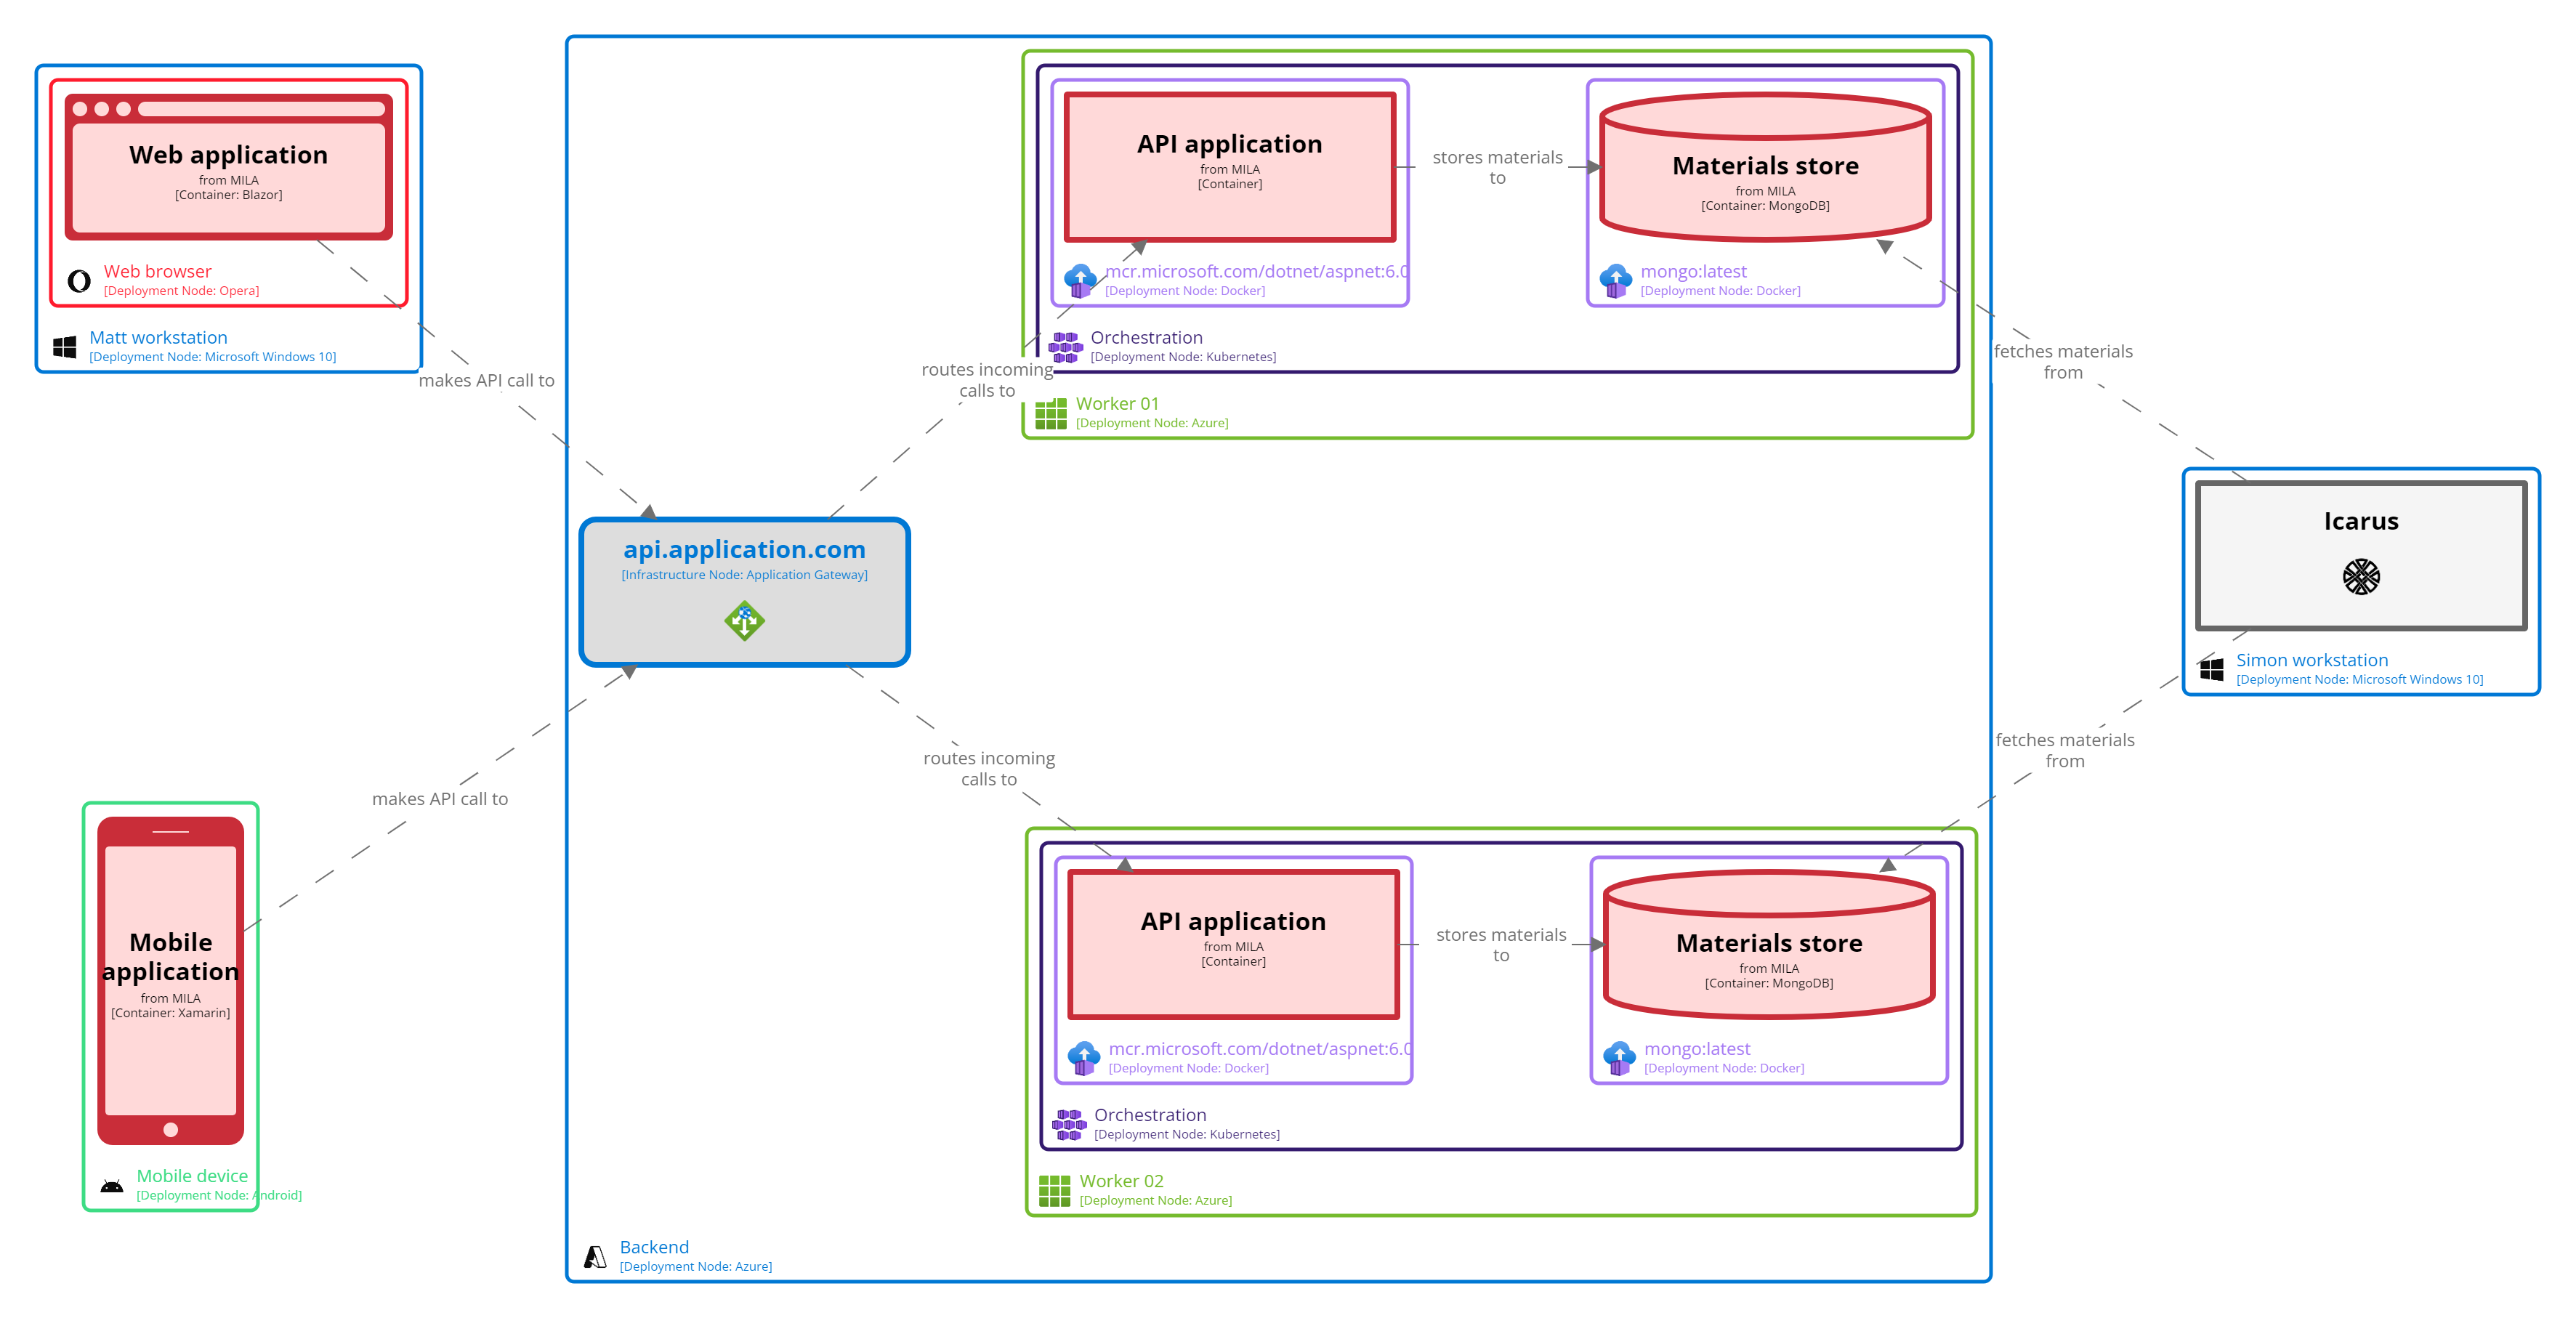 Web application
from MILA
[Container: Blazor]
Web browser
[Deployment Node: Opera]
Matt workstation
[Deployment Node: Microsoft Windows 10]
makes API call to
API application
from MILA
[Container]
mcr.microsoft.com/dotnet/aspnet:6.0
[Deployment Node: Docker]
stores materials
to
Materials store
from MILA
[Container: MongoDB]
mongo:latest
[Deployment Node: Docker]
Orchestration
[Deployment Node: Kubernetes]
Worker 01
[Deployment Node: Azure]
routes incoming
calls to
fetches materials
from
api.application.com
[Infrastructure Node: Application Gateway]
Icarus
Simon workstation
[Deployment Node: Microsoft Windows 10]
makes API call to
routes incoming
calls to
fetches materials
from
Mobile
application
from MILA
[Container: Xamarin]
Mobile device
[Deployment Node: Android]
API application
from MILA
[Container]
mcr.microsoft.com/dotnet/aspnet:6.0
[Deployment Node: Docker]
stores materials
to
Materials store
from MILA
[Container: MongoDB]
mongo:latest
[Deployment Node: Docker]
Orchestration
[Deployment Node: Kubernetes]
Worker 02
[Deployment Node: Azure]
Backend
[Deployment Node: Azure]